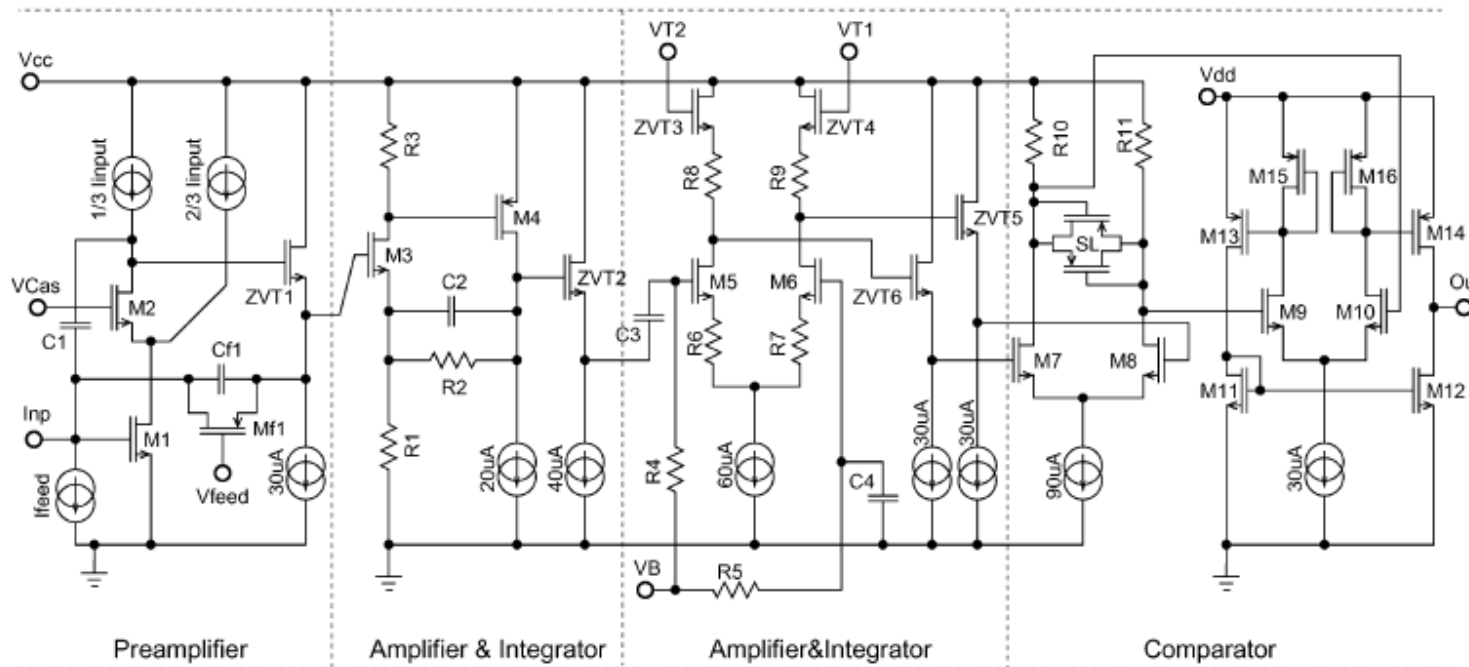 VT2
VT1
Vcc
Vdd
1/3 Iinput
2/3 Iinput
R3
ZVT3
ZVT4
R10
R11
R8
R9
M15
M16
M4
ZVT5
M13
SL
M14
M3
VCas
M2
ZVT1
C2
ZVT2
M5
M6
ZVT6
Out
C1
C3
M9
M10
R6
R7
M7
M8
Cf1
R2
M11
M12
Inp
M1
Mf1
R1
30uA
30uA
30uA
Ifeed
Vfeed
20uA
40uA
R4
60uA
C4
90uA
30uA
VB
R5
Preamplifier
Amplifier & Integrator
Amplifier&Integrator
Comparator